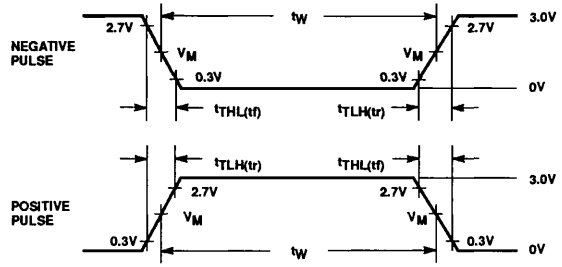 tW
3.0V
2.7V
2.7V
NEGATIVE
PULSE
VM
VM
0.3V
0.3V
0V
tTHL(tf)
tTLH(tr)
tTLH(tr)
tTHL(tf)
3.0V
2.7V
2.7V
POSITIVE
PULSE
VM
VM
0.3V
0.3V
tW
0V